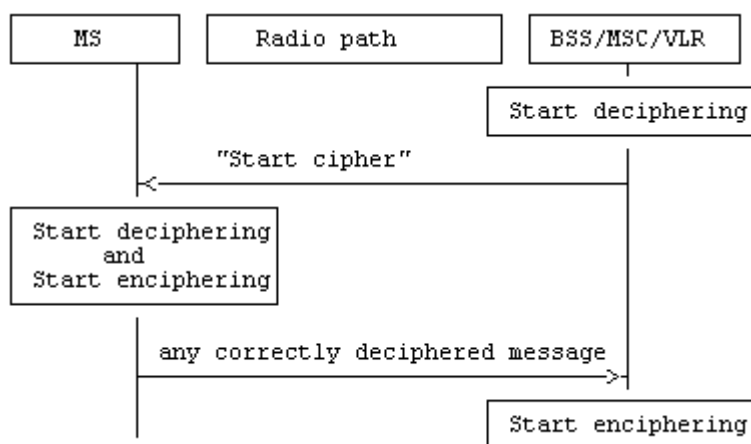 MS
Radio path
BSS/MSC/VLR
Start deciphering
"Start cipher"
Start deciphering
and
Start enciphering
any correctly deciphered message
Start enciphering